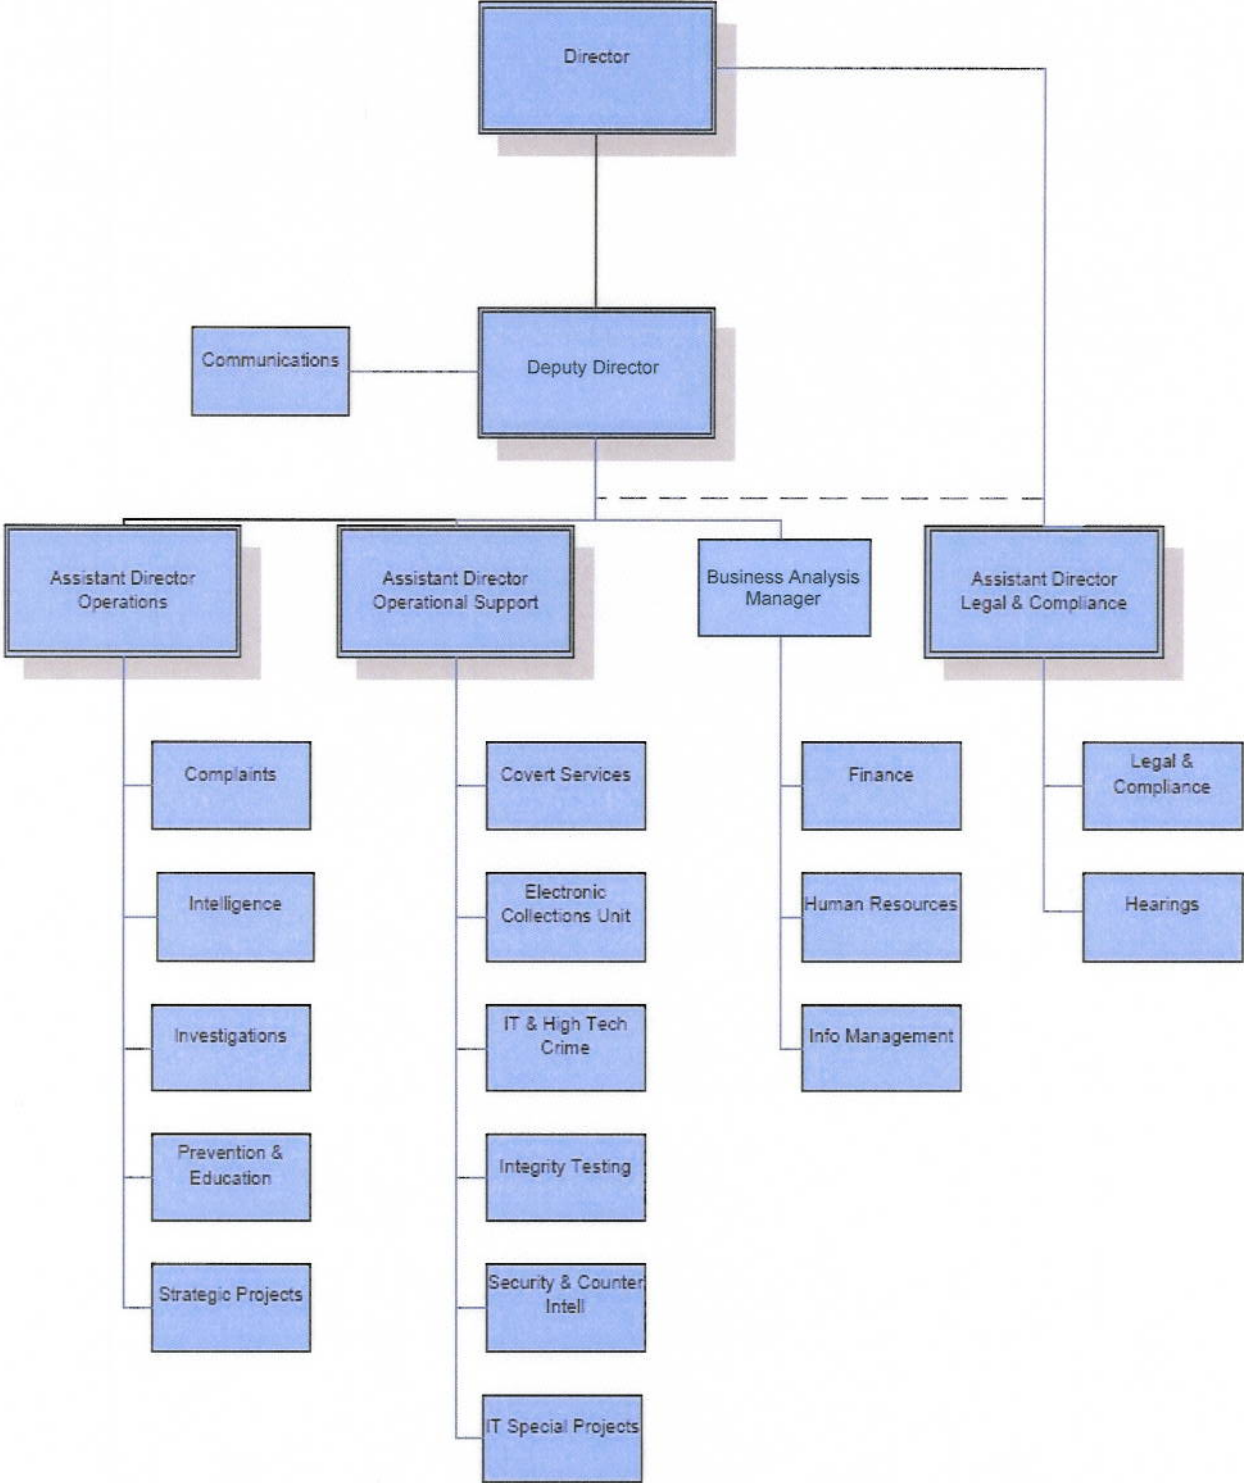 Director
Communications
Deputy Director
Assistant Director
Operations
Assistant Director
Operational Support
Business Analysis
Manager
Assistant Director
Legal & Compliance
Complaints
Intelligence
Investigations
Prevention &
Education
Strategic Projects
Covert Services
Electronic
Collections Unit
IT & High Tech
Crime
Integrity Testing
Security & Counter
Intell
IT Special Projects
Finance
Human Resources
Info Management
Legal &
Compliance
Hearings